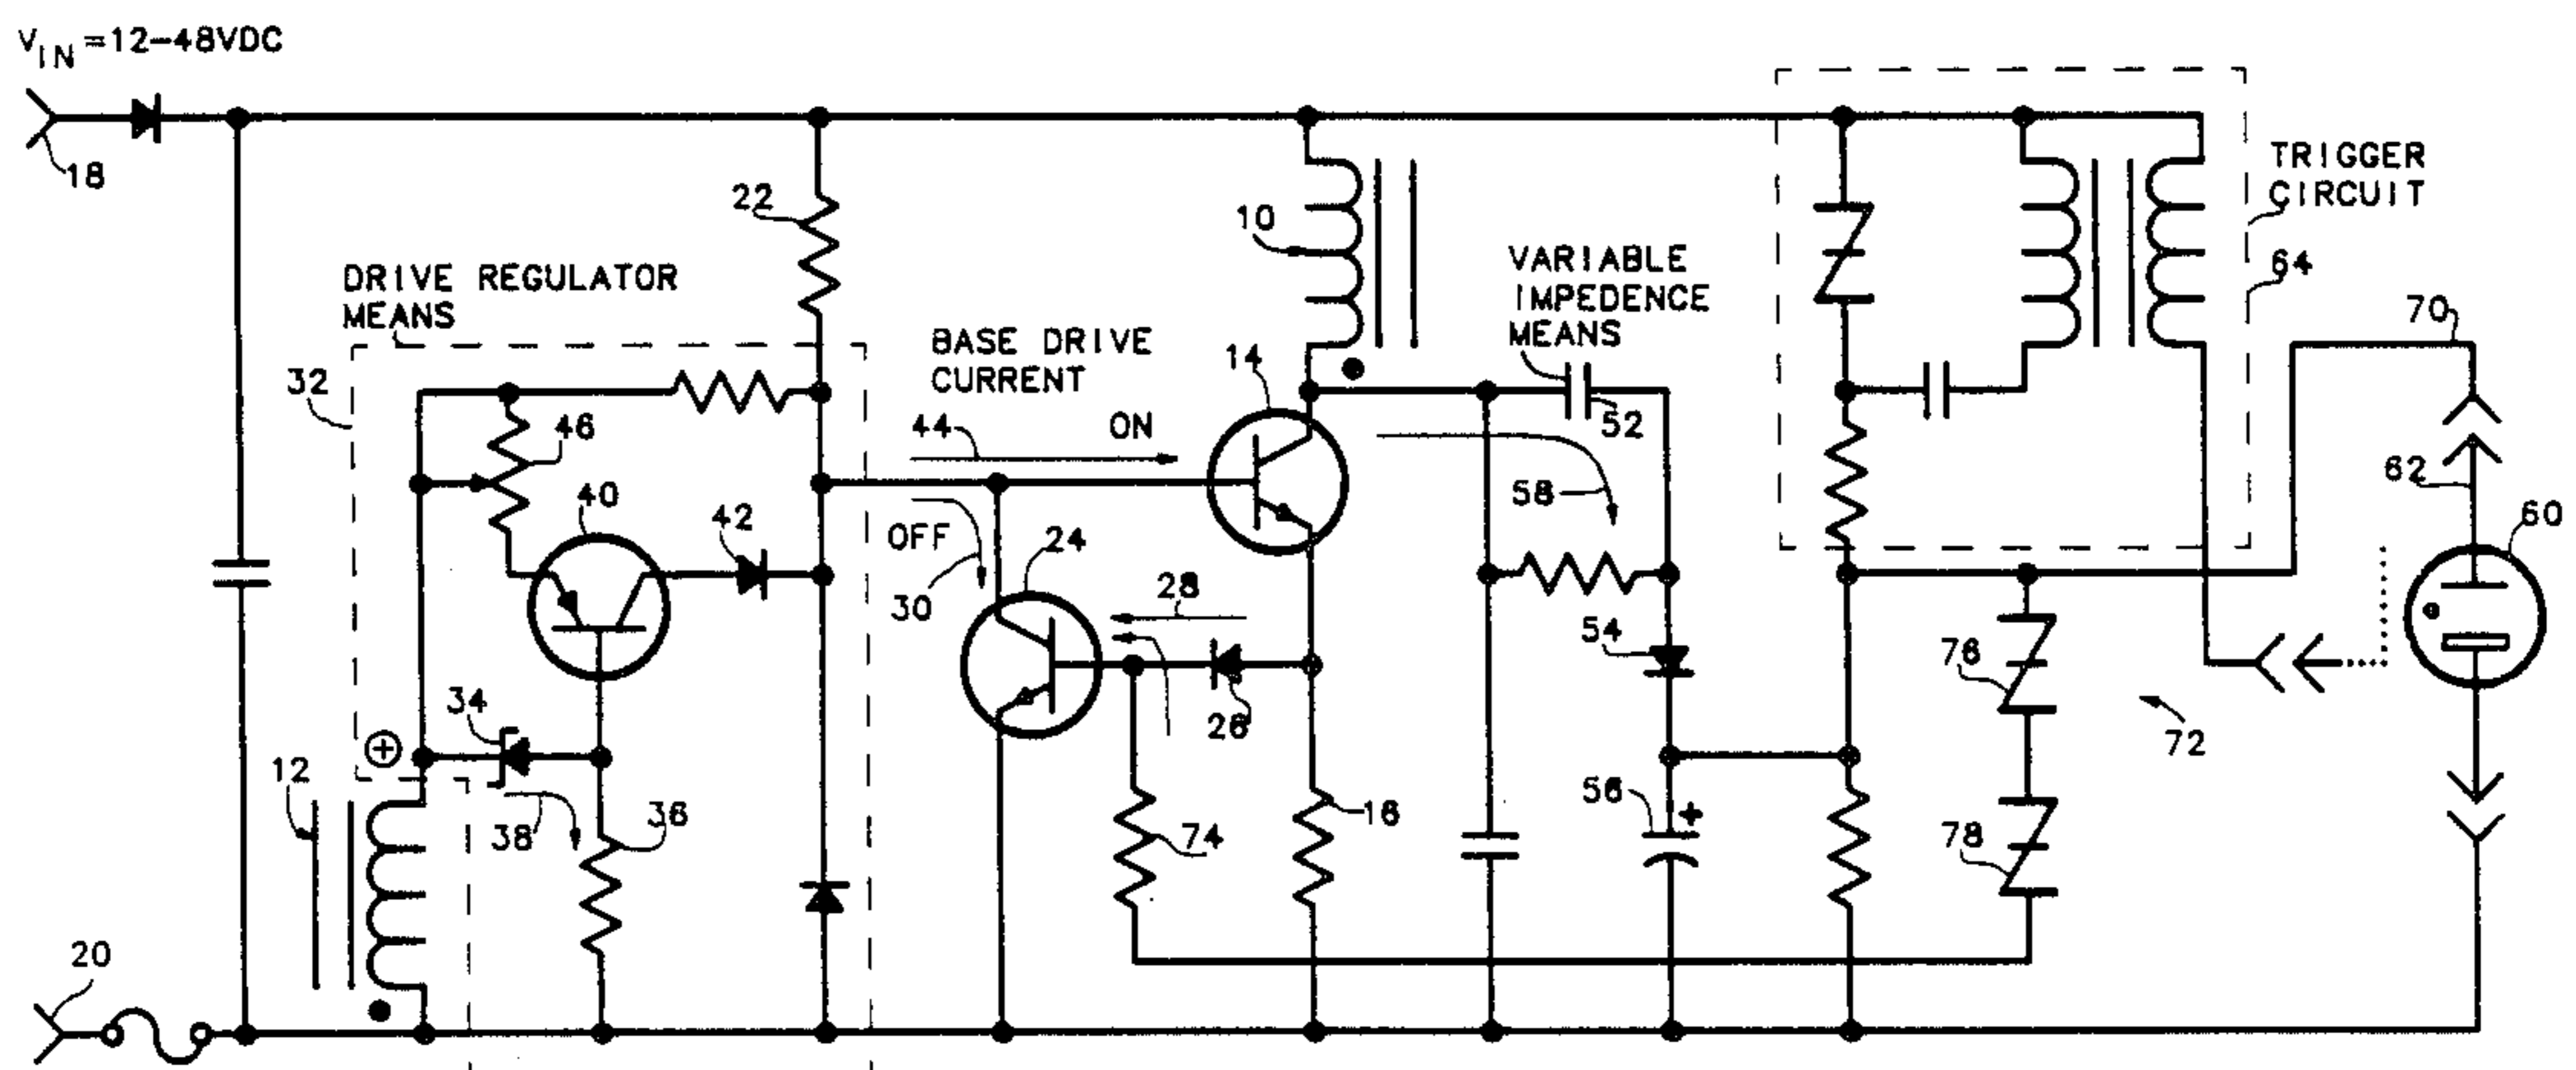 V_IN =12-48VDC
18
22
10
TRIGGER
CIRCUIT
64
VARIABLE
IMPEDENCE
MEANS
DRIVE REGULATOR
MEANS
BASE DRIVE
CURRENT
14
70
32
46
44
ON
52
62
60
40
42
OFF
24
58
30
28
54
76
34
26
72
+
12
38
36
74
16
56
+
78
20